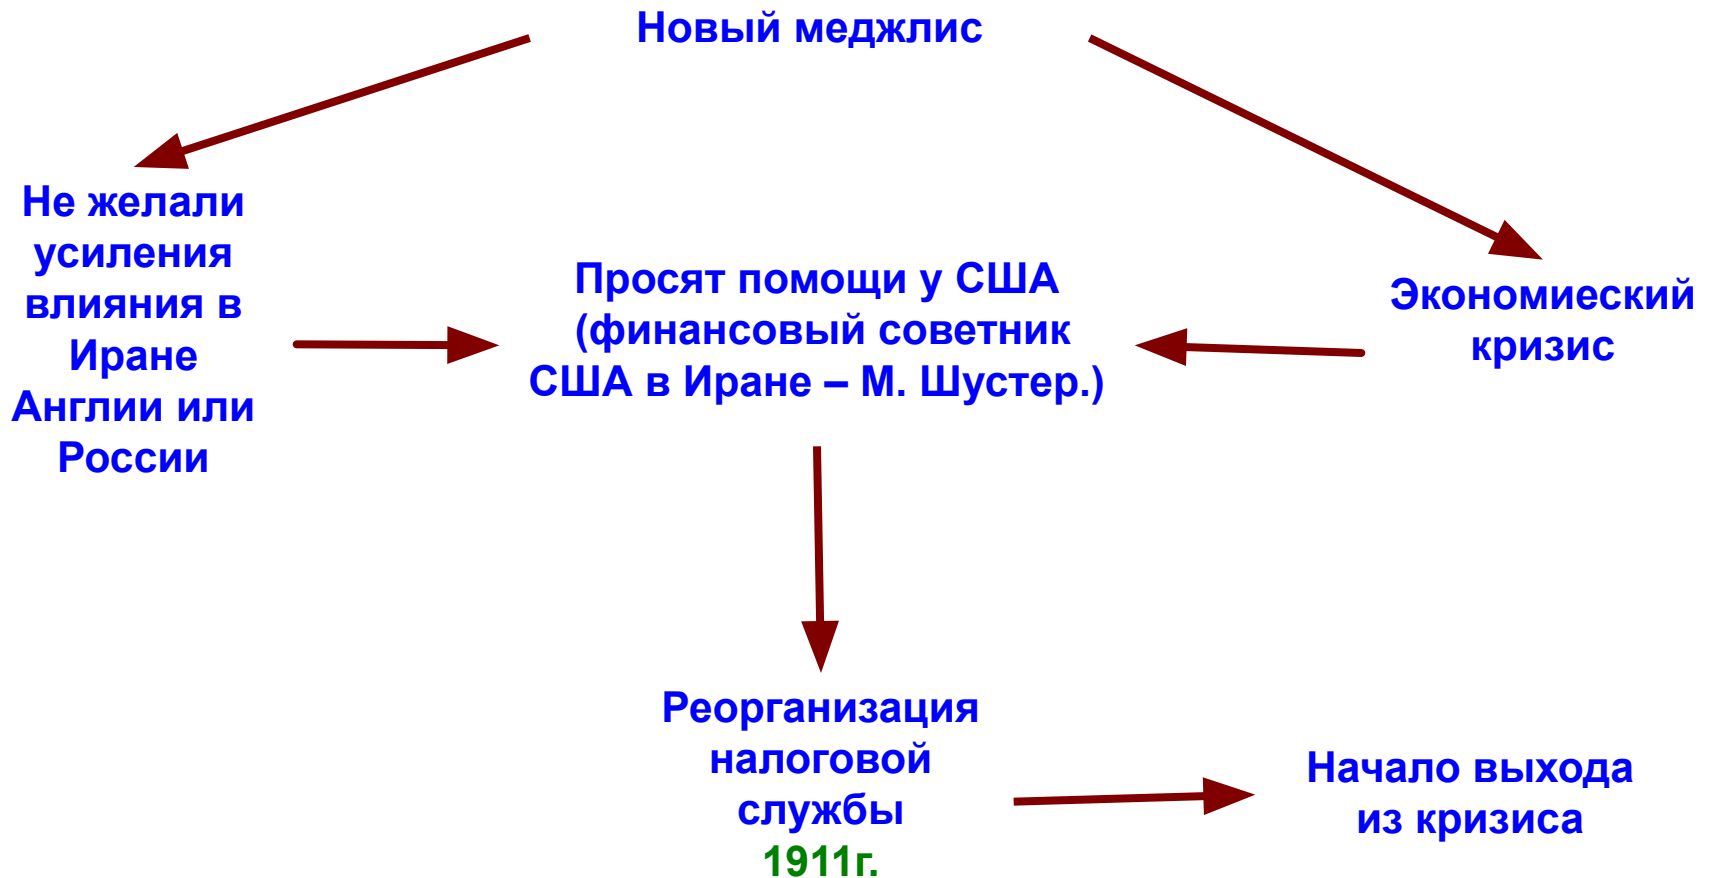 Новый меджлис
Не желали
усиления
влияния в
Иране
Англии или
России
Просят помощи у США
(финансовый советник
США в Иране – М. Шустер.)
Экономиеский
кризис
Реорганизация
налоговой
службы
1911г.
Начало выхода
из кризиса